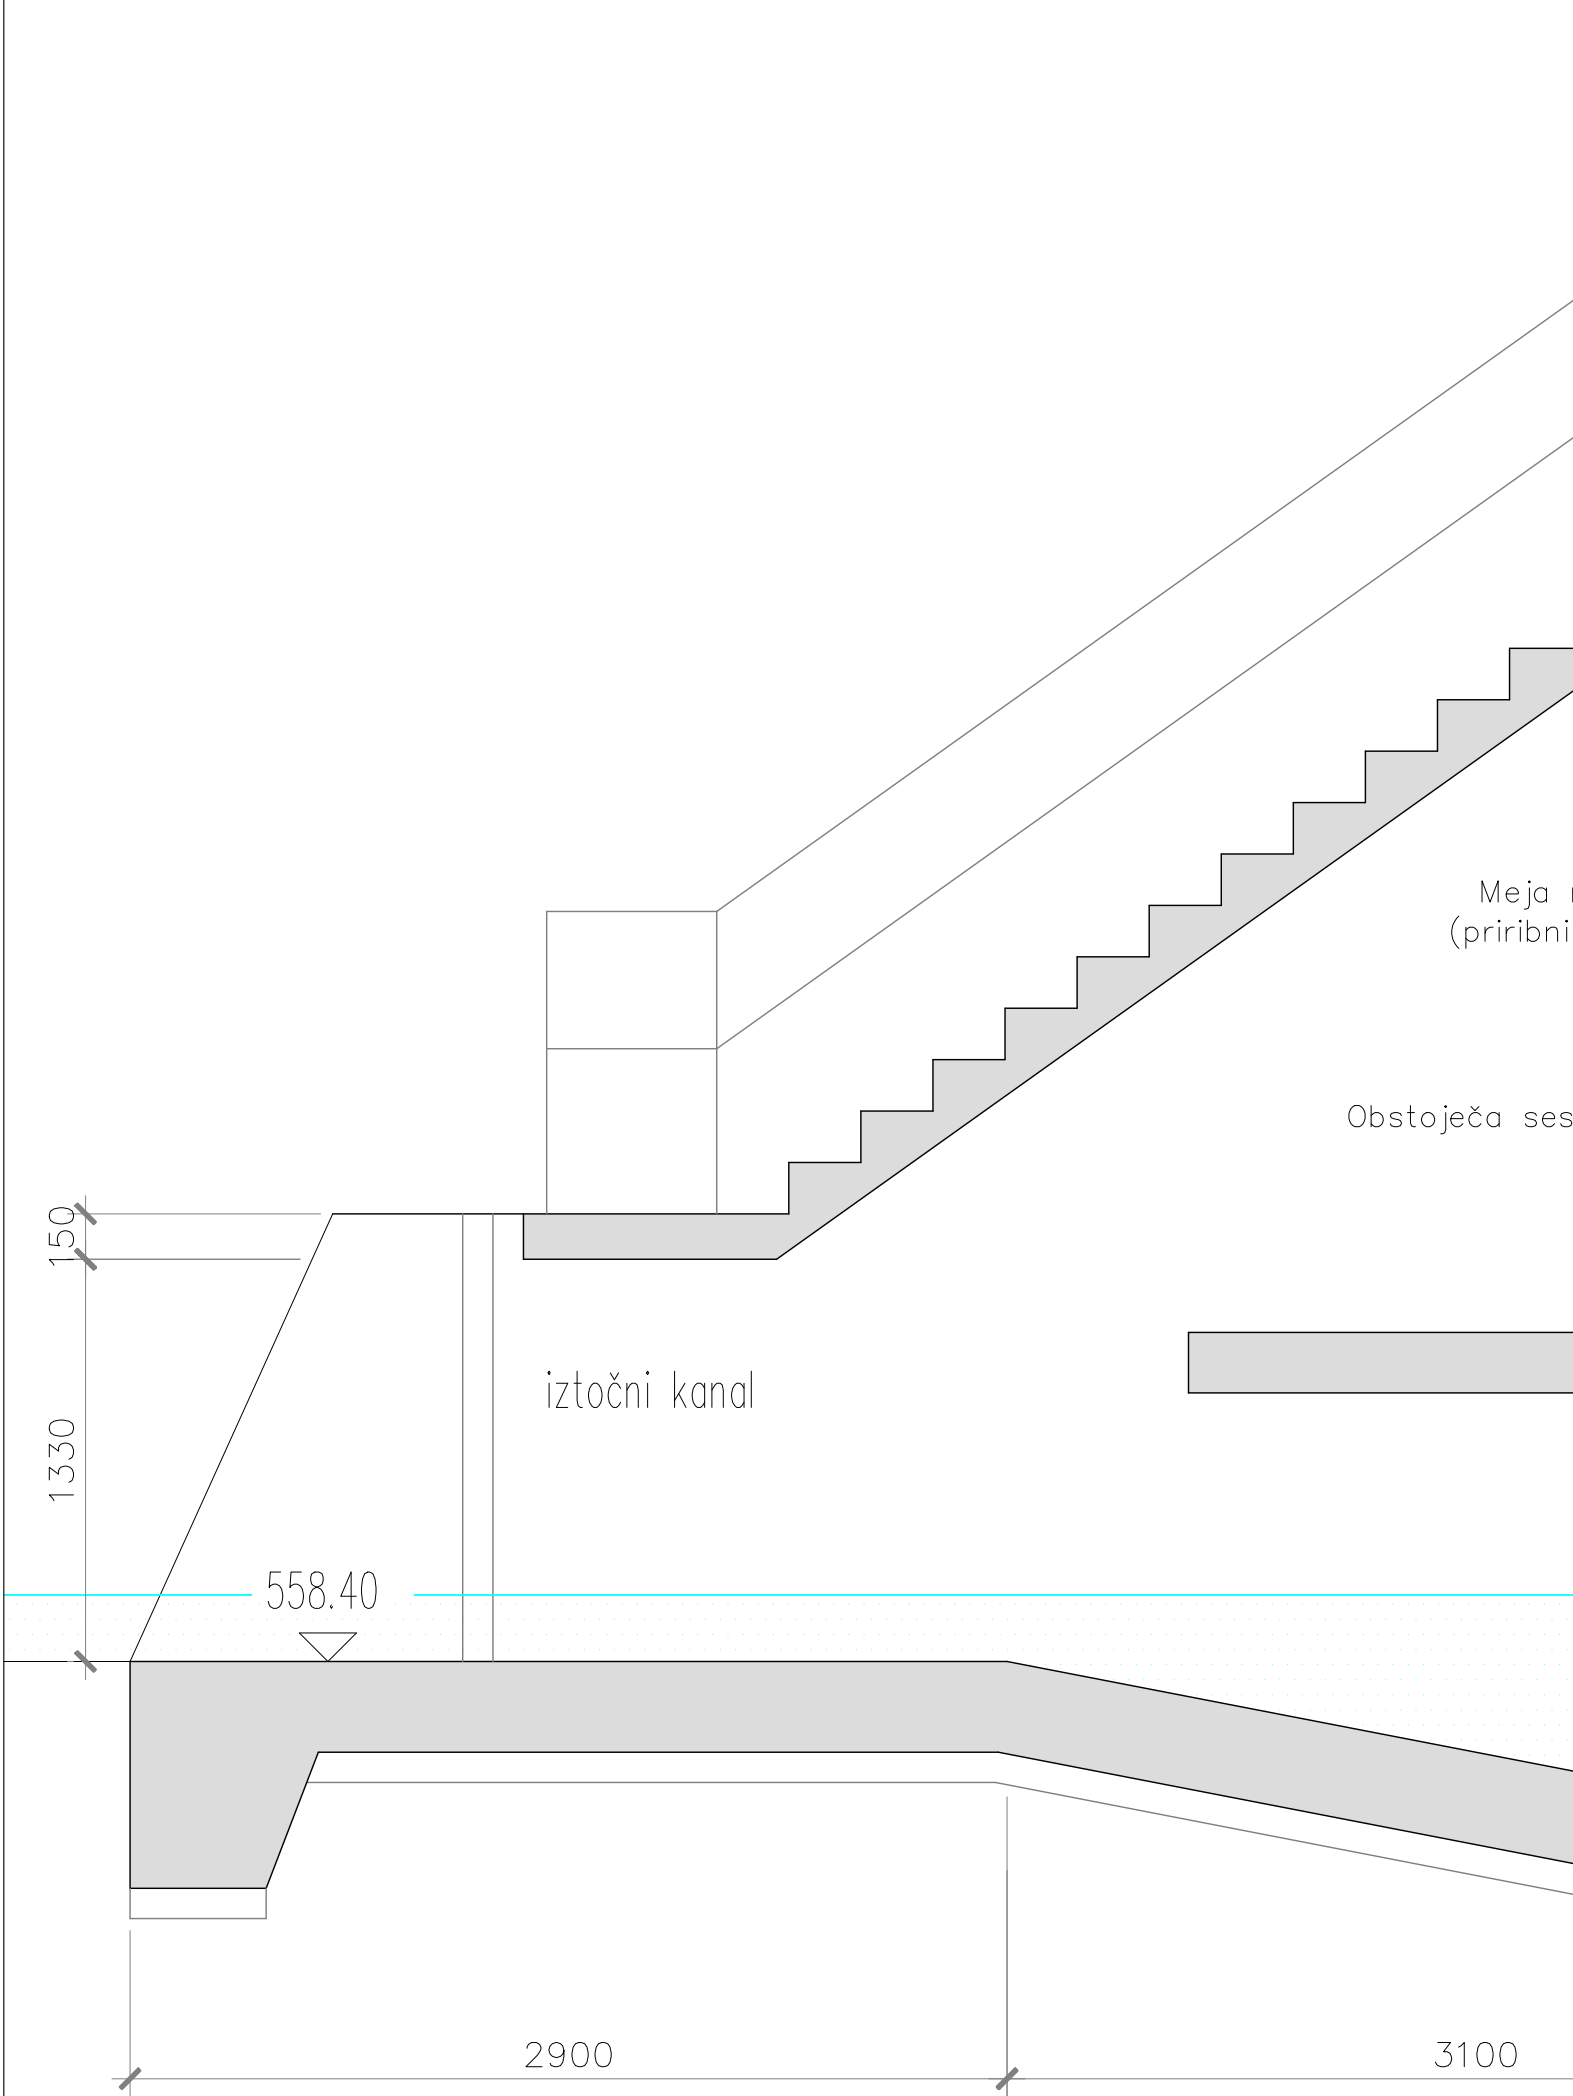 Meja
(priribni
Obstoječa ses
150
iztočni kanal
1330
558.40
2900
3100